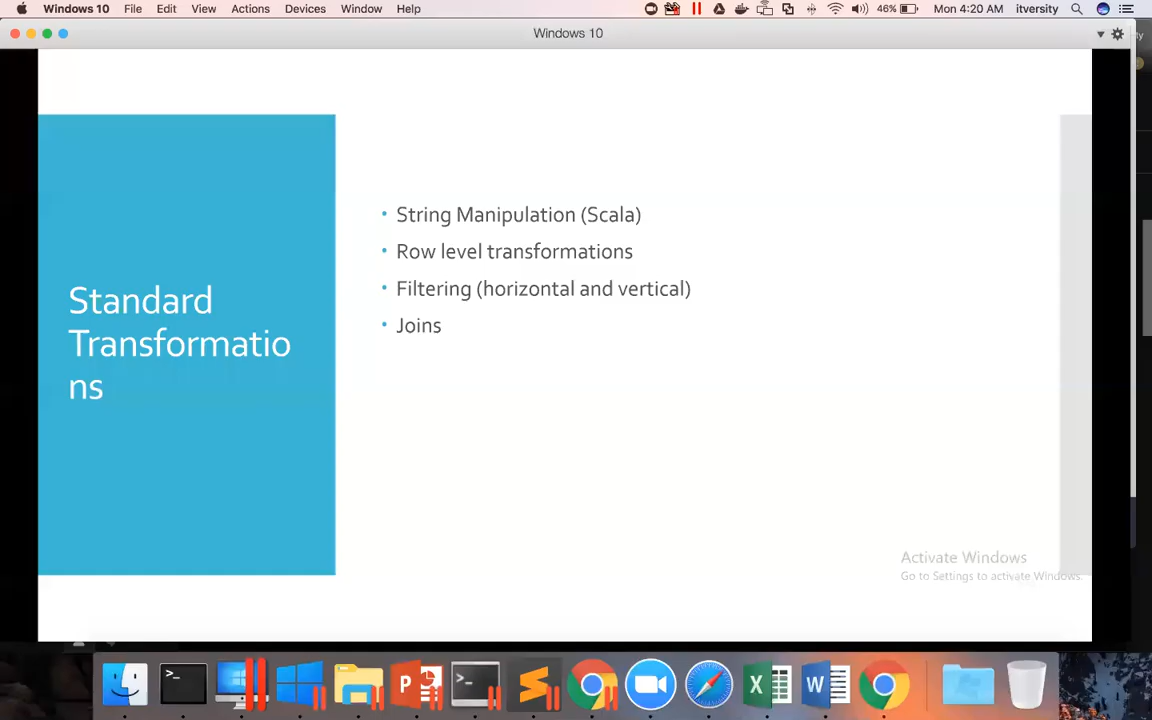 Windows 10 File Edit View Actions Devices Window Help 46% Mon 4:20 AM itversity
Windows 10
Standard
Transformatio
ns
• String Manipulation (Scala)
• Row level transformations
• Filtering (horizontal and vertical)
• Joins
Activate Windows
Go to Settings to activate Windows.